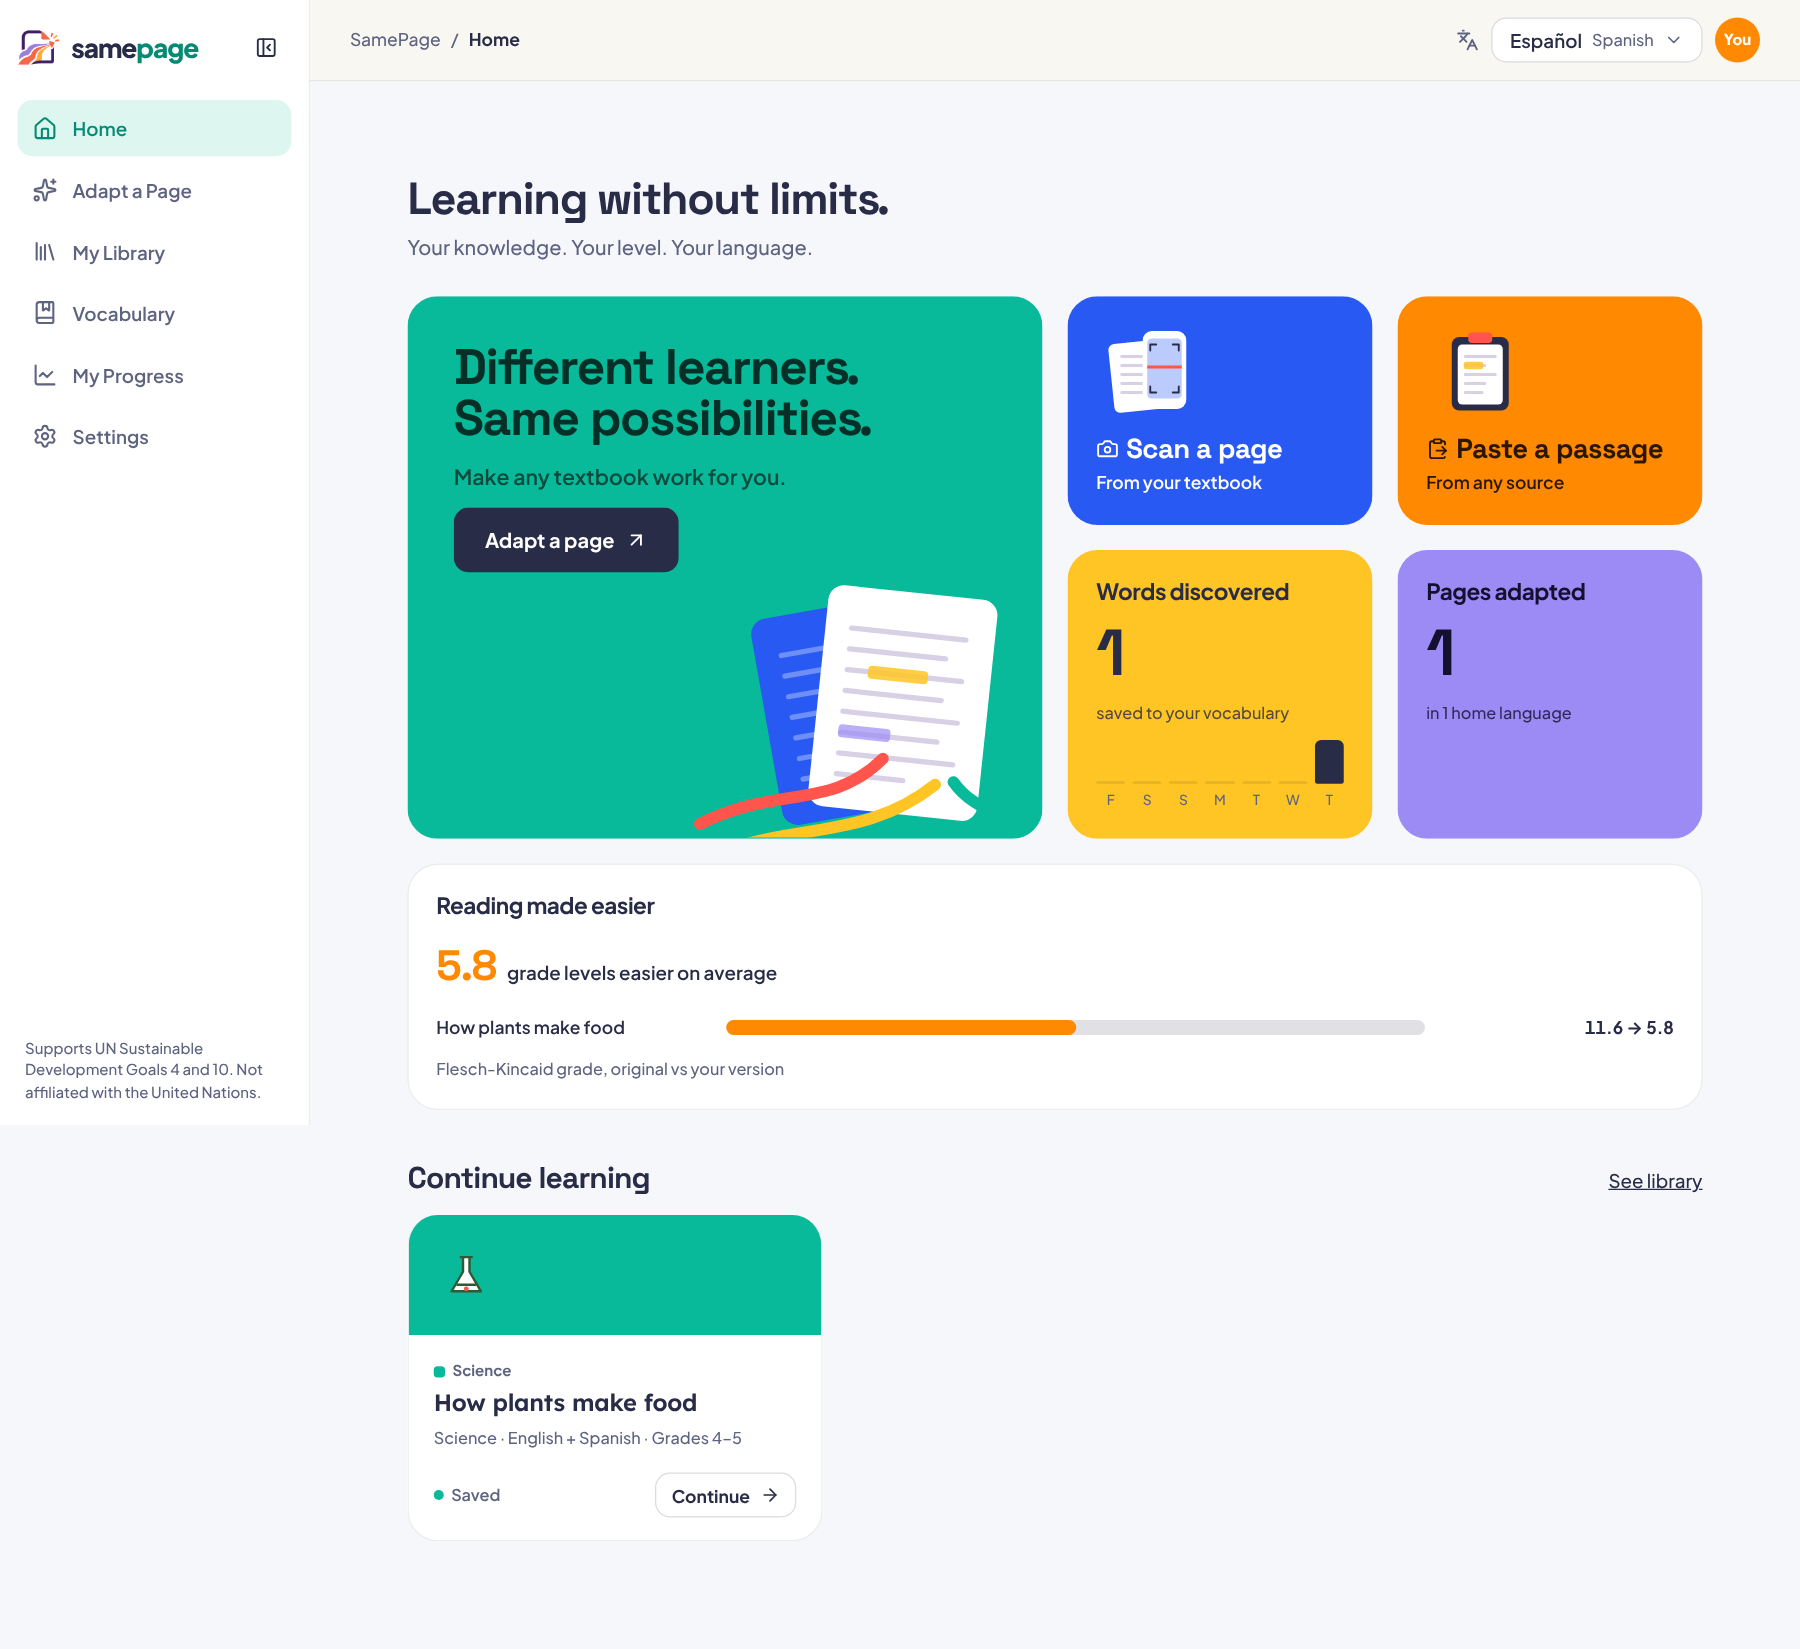 samepage
SamePage / Home
Español Spanish
You
Home
Adapt a Page
My Library
Vocabulary
My Progress
Settings
Supports UN Sustainable
Development Goals 4 and 10. Not
affiliated with the United Nations.
Learning without limits.
Your knowledge. Your level. Your language.
Different learners.
Same possibilities.
Make any textbook work for you.
Adapt a page
Scan a page
From your textbook
Paste a passage
From any source
Words discovered
1
saved to your vocabulary
F S S M T W T
Pages adapted
1
in 1 home language
Reading made easier
5.8 grade levels easier on average
How plants make food 11.6 → 5.8
Flesch-Kincaid grade, original vs your version
Continue learning
See library
Science
How plants make food
Science · English + Spanish · Grades 4–5
Saved
Continue →